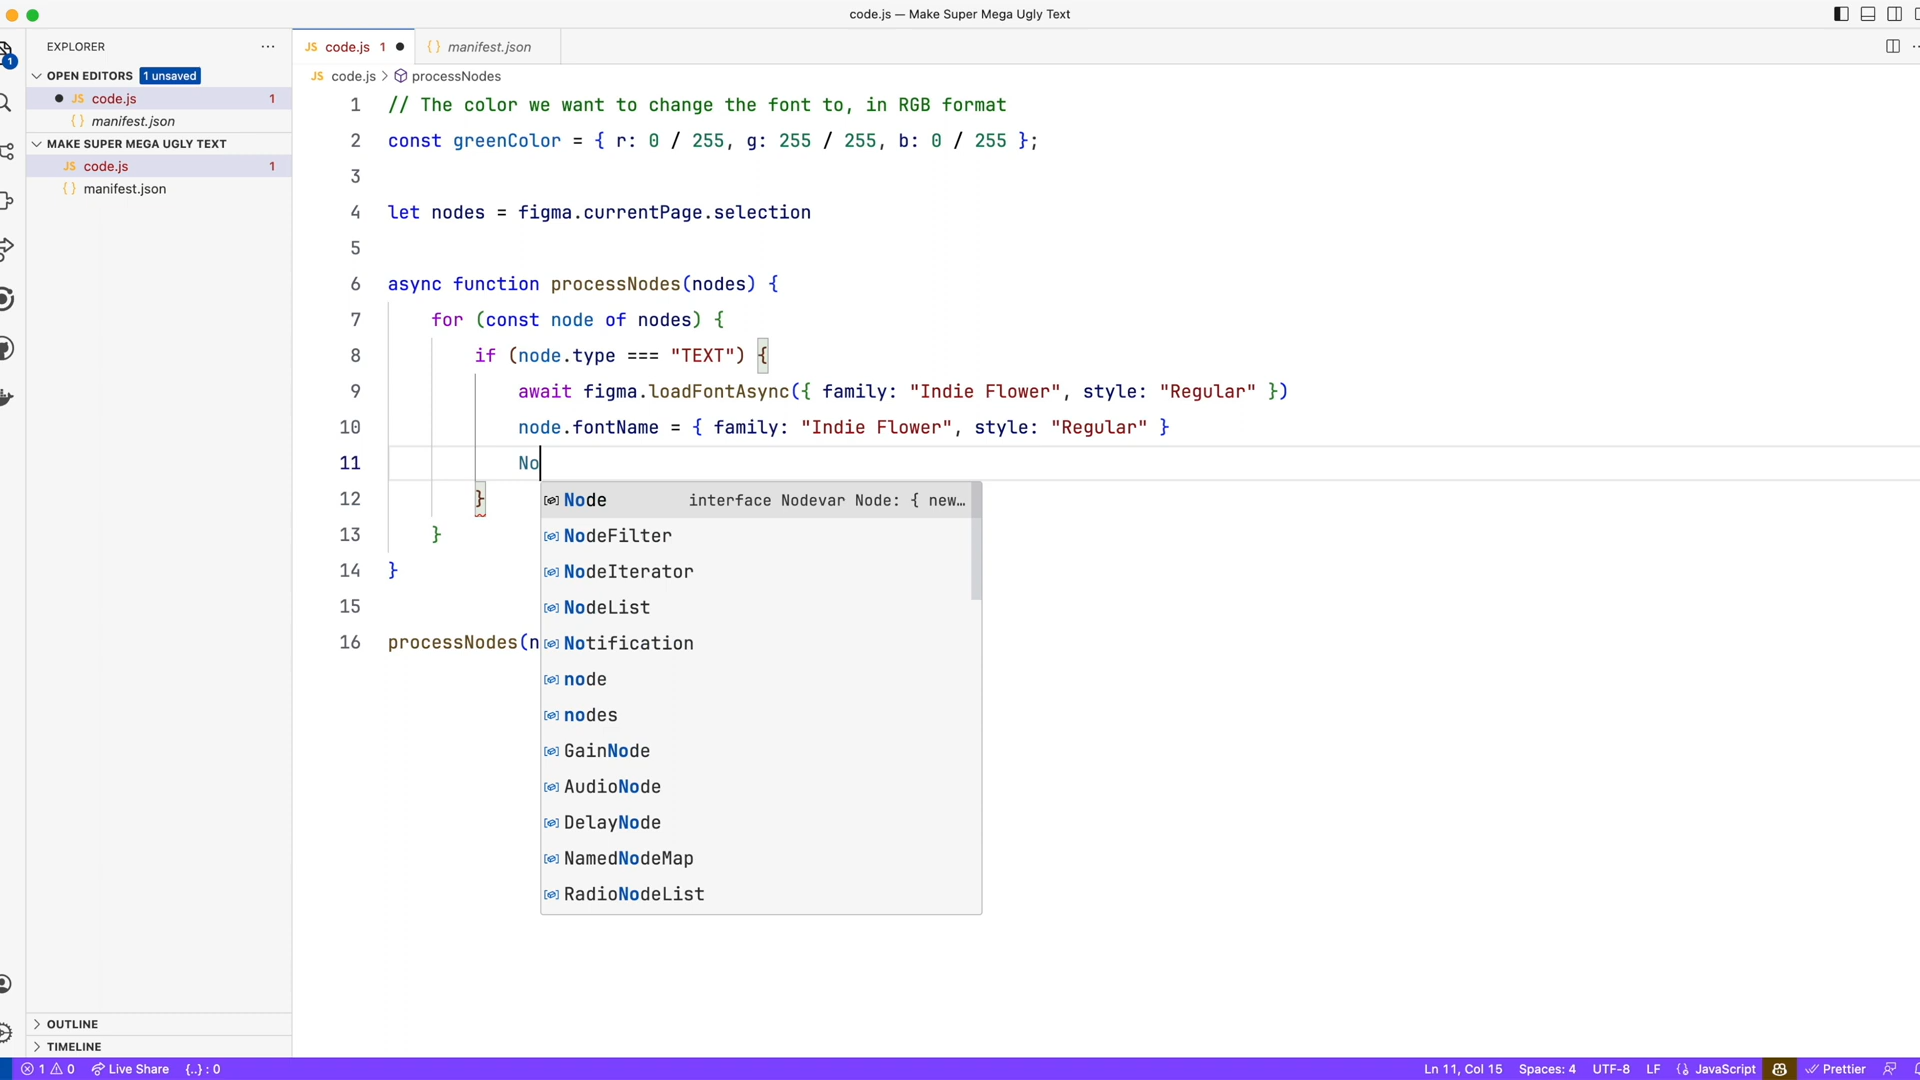 code.js — Make Super Mega Ugly Text
EXPLORER
OPEN EDITORS 1 unsaved
code.js 1
{} manifest.json
MAKE SUPER MEGA UGLY TEXT
JS code.js 1
{} manifest.json
OUTLINE
TIMELINE
JS code.js 1
{} manifest.json
JS code.js > processNodes
1 // The color we want to change the font to, in RGB format
2 const greenColor = { r: 0 / 255, g: 255 / 255, b: 0 / 255 };
3
4 let nodes = figma.currentPage.selection
5
6 async function processNodes(nodes) {
7 for (const node of nodes) {
8 if (node.type === "TEXT") {
9 await figma.loadFontAsync({ family: "Indie Flower", style: "Regular" })
10 node.fontName = { family: "Indie Flower", style: "Regular" }
11 No
12 }
13 }
14 }
15
16 processNodes(n
Node interface Nodevar Node: { new…
NodeFilter
NodeIterator
NodeList
Notification
node
nodes
GainNode
AudioNode
DelayNode
NamedNodeMap
RadioNodeList
1 0 Live Share {..} : 0
Ln 11, Col 15 Spaces: 4 UTF-8 LF {} JavaScript Prettier